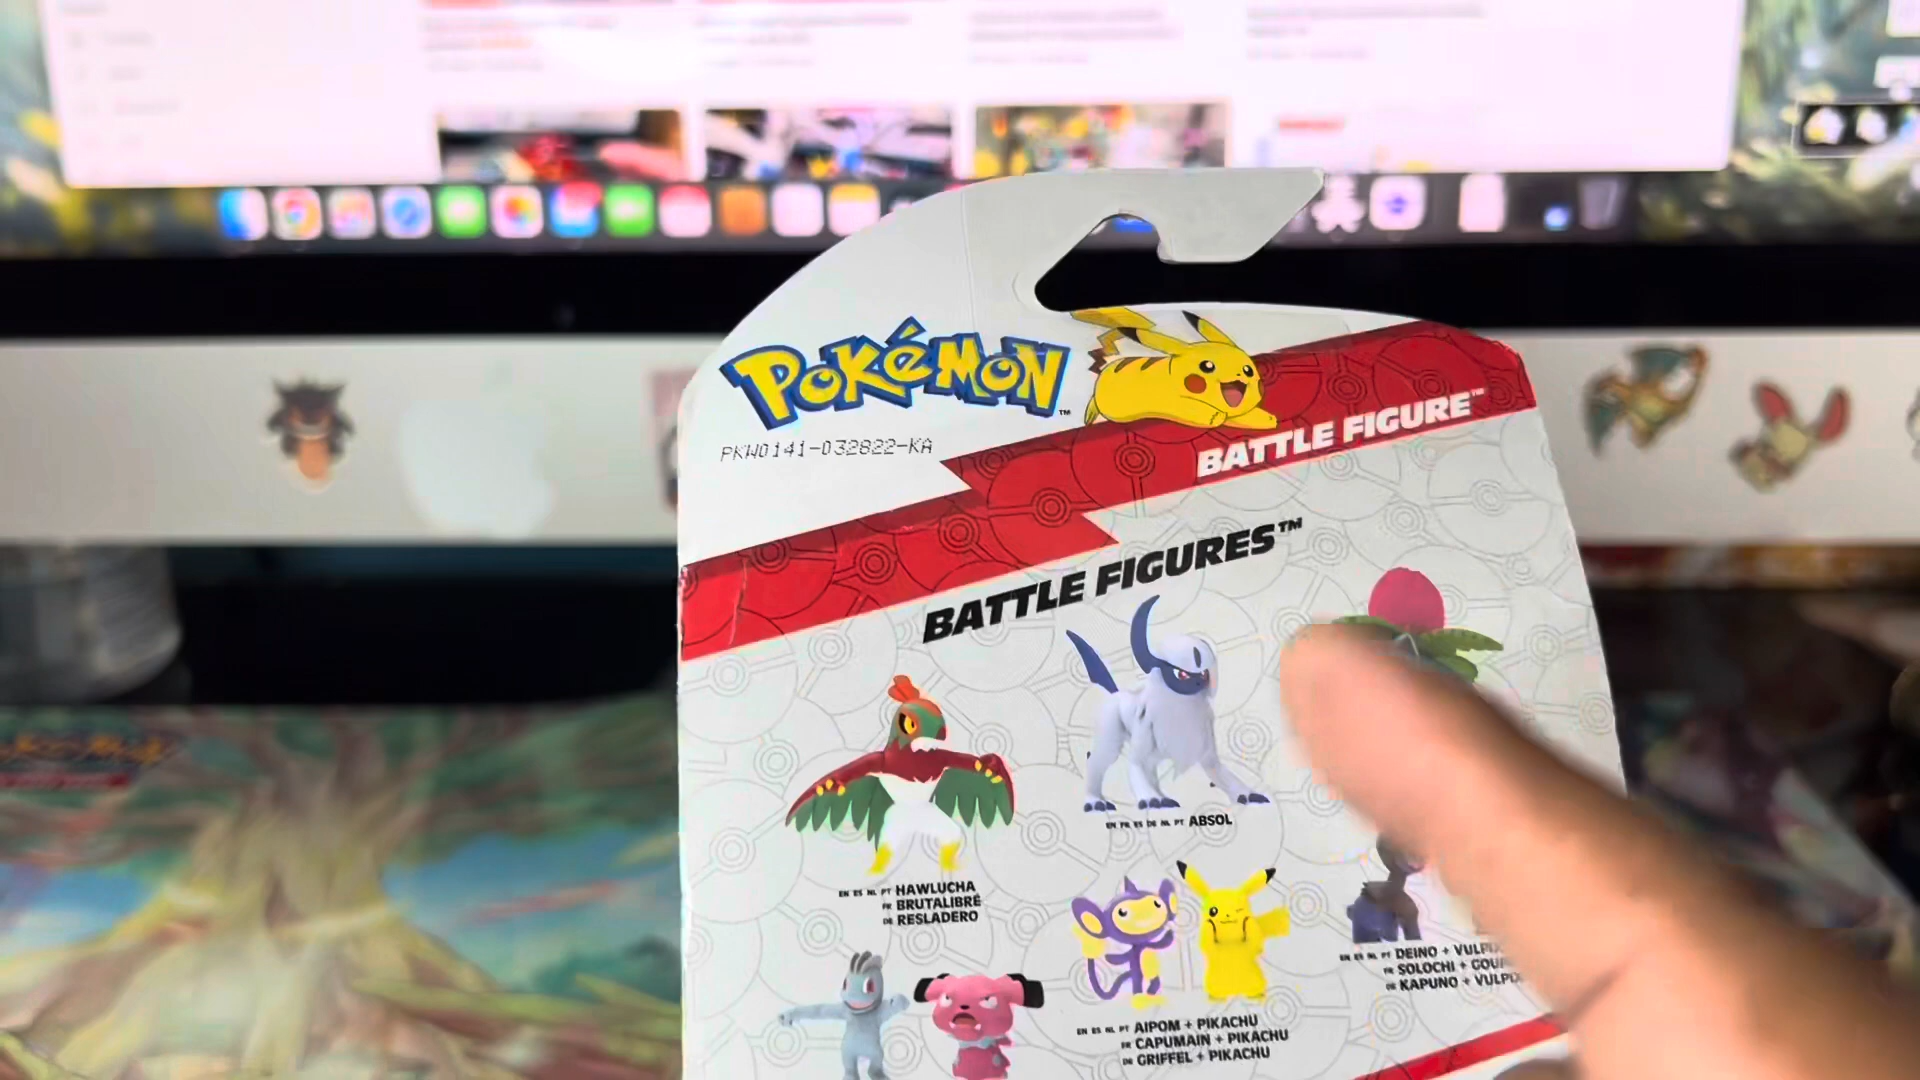 POKéMON™
PKW0141-032822-KA
BATTLE FIGURE™
BATTLE FIGURES™
EN FR ES DE NL PT ABSOL
EN ES NL PT HAWLUCHA
FR BRUTALIBRÉ
DE RESLADERO
EN ES NL PT DEINO +
FR SOLOCHI +
DE KAPUNO +
EN ES NL PT AIPOM + PIKACHU
FR CAPUMAIN + PIKACHU
DE GRIFFEL + PIKACHU